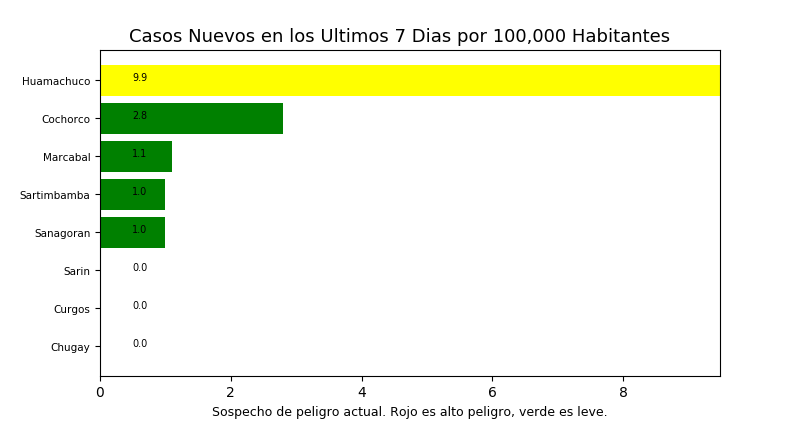 Casos Nuevos en los Ultimos 7 Dias por 100,000 Habitantes
Huamachuco 9.9
Cochorco 2.8
Marcabal 1.1
Sartimbamba 1.0
Sanagoran 1.0
Sarin 0.0
Curgos 0.0
Chugay 0.0
0 2 4 6 8
Sospecho de peligro actual. Rojo es alto peligro, verde es leve.